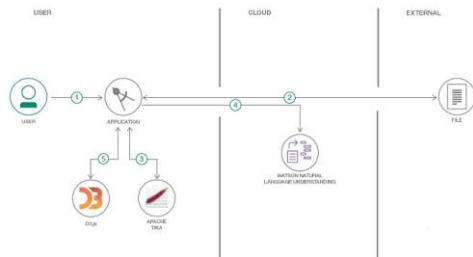 USER
CLOUD
EXTERNAL
1
2
4
USER
APPLICATION
FILE
5
3
WATSON NATURAL
LANGUAGE UNDERSTANDING
D3.js
APACHE
TIKA